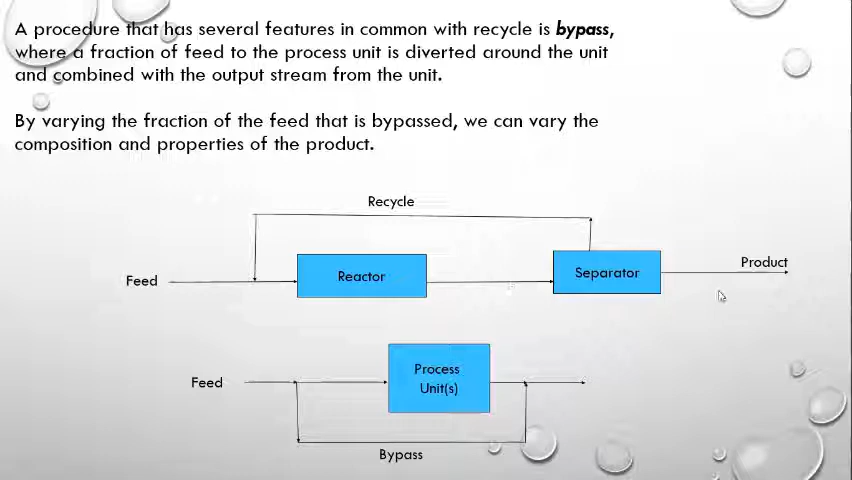 A procedure that has several features in common with recycle is bypass,
where a fraction of feed to the process unit is diverted around the unit
and combined with the output stream from the unit.
By varying the fraction of the feed that is bypassed, we can vary the
composition and properties of the product.
Recycle
Feed
Reactor
Separator
Product
Feed
Process
Unit(s)
Bypass